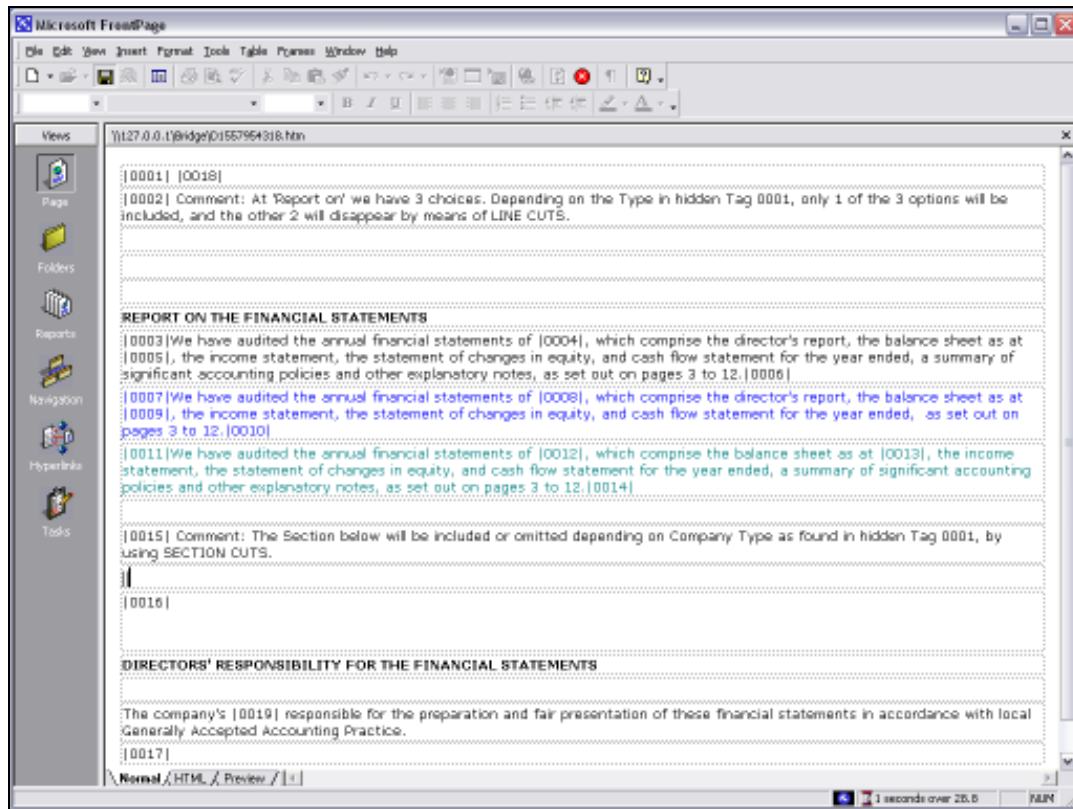 Microsoft FrontPage
File Edit View Insert Format Tools Table Frames Window Help
B I U
A
Views
\\127.0.0.1\Bridge\D1557954318.htm
Page
Folders
Reports
Navigation
Hyperlinks
Tasks
|0001| |0018|
|0002| Comment: At 'Report on' we have 3 choices. Depending on the Type in hidden Tag 0001, only 1 of the 3 options will be
included, and the other 2 will disappear by means of LINE CUTS.
REPORT ON THE FINANCIAL STATEMENTS
|0003|We have audited the annual financial statements of |0004|, which comprise the director's report, the balance sheet as at
|0005|, the income statement, the statement of changes in equity, and cash flow statement for the year ended, a summary of
significant accounting policies and other explanatory notes, as set out on pages 3 to 12.|0006|
|0007|We have audited the annual financial statements of |0008|, which comprise the director's report, the balance sheet as at
|0009|, the income statement, the statement of changes in equity, and cash flow statement for the year ended, as set out on
pages 3 to 12.|0010|
|0011|We have audited the annual financial statements of |0012|, which comprise the balance sheet as at |0013|, the income
statement, the statement of changes in equity, and cash flow statement for the year ended, a summary of significant accounting
policies and other explanatory notes, as set out on pages 3 to 12.|0014|
|0015| Comment: The Section below will be included or omitted depending on Company Type as found in hidden Tag 0001, by
using SECTION CUTS.
|
|0016|
DIRECTORS' RESPONSIBILITY FOR THE FINANCIAL STATEMENTS
The company's |0019| responsible for the preparation and fair presentation of these financial statements in accordance with local
Generally Accepted Accounting Practice.
|0017|
Normal HTML Preview
1 seconds over 28.8 NUM